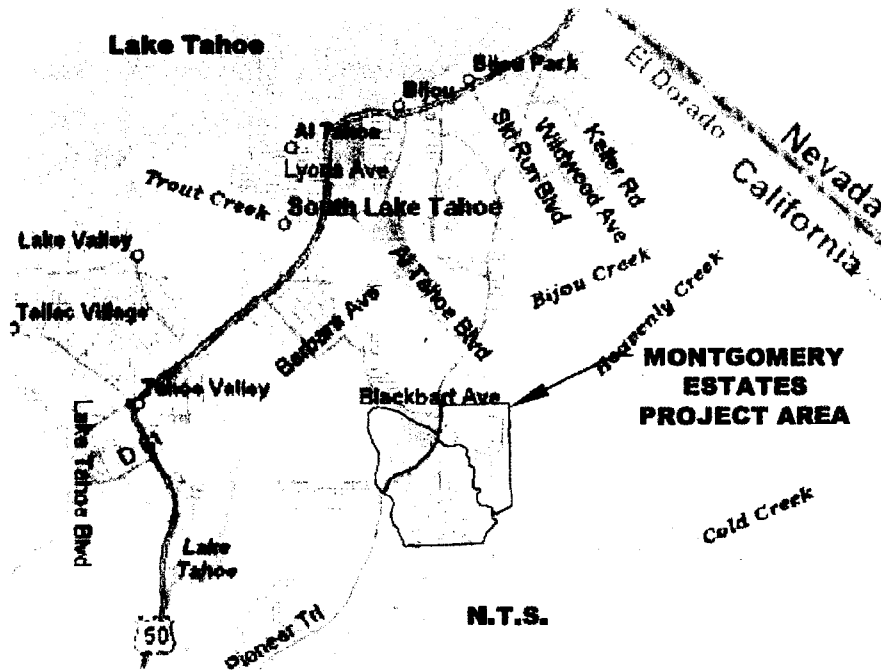 Lake Tahoe
Bijou Park
Bijou
El Dorado
Nevada
California
Al Tahoe
Lyons Ave
Ski Run Blvd
Wildwood Ave
Keller Rd
Trout Creek
South Lake Tahoe
Lake Valley
Al Tahoe Blvd
Bijou Creek
Heavenly Creek
Tallac Village
Barbara Ave
MONTGOMERY
ESTATES
PROJECT AREA
Tahoe Valley
Blackbart Ave
Lake Tahoe Blvd
D St
Cold Creek
Lake
Tahoe
N.T.S.
Pioneer Trl
50